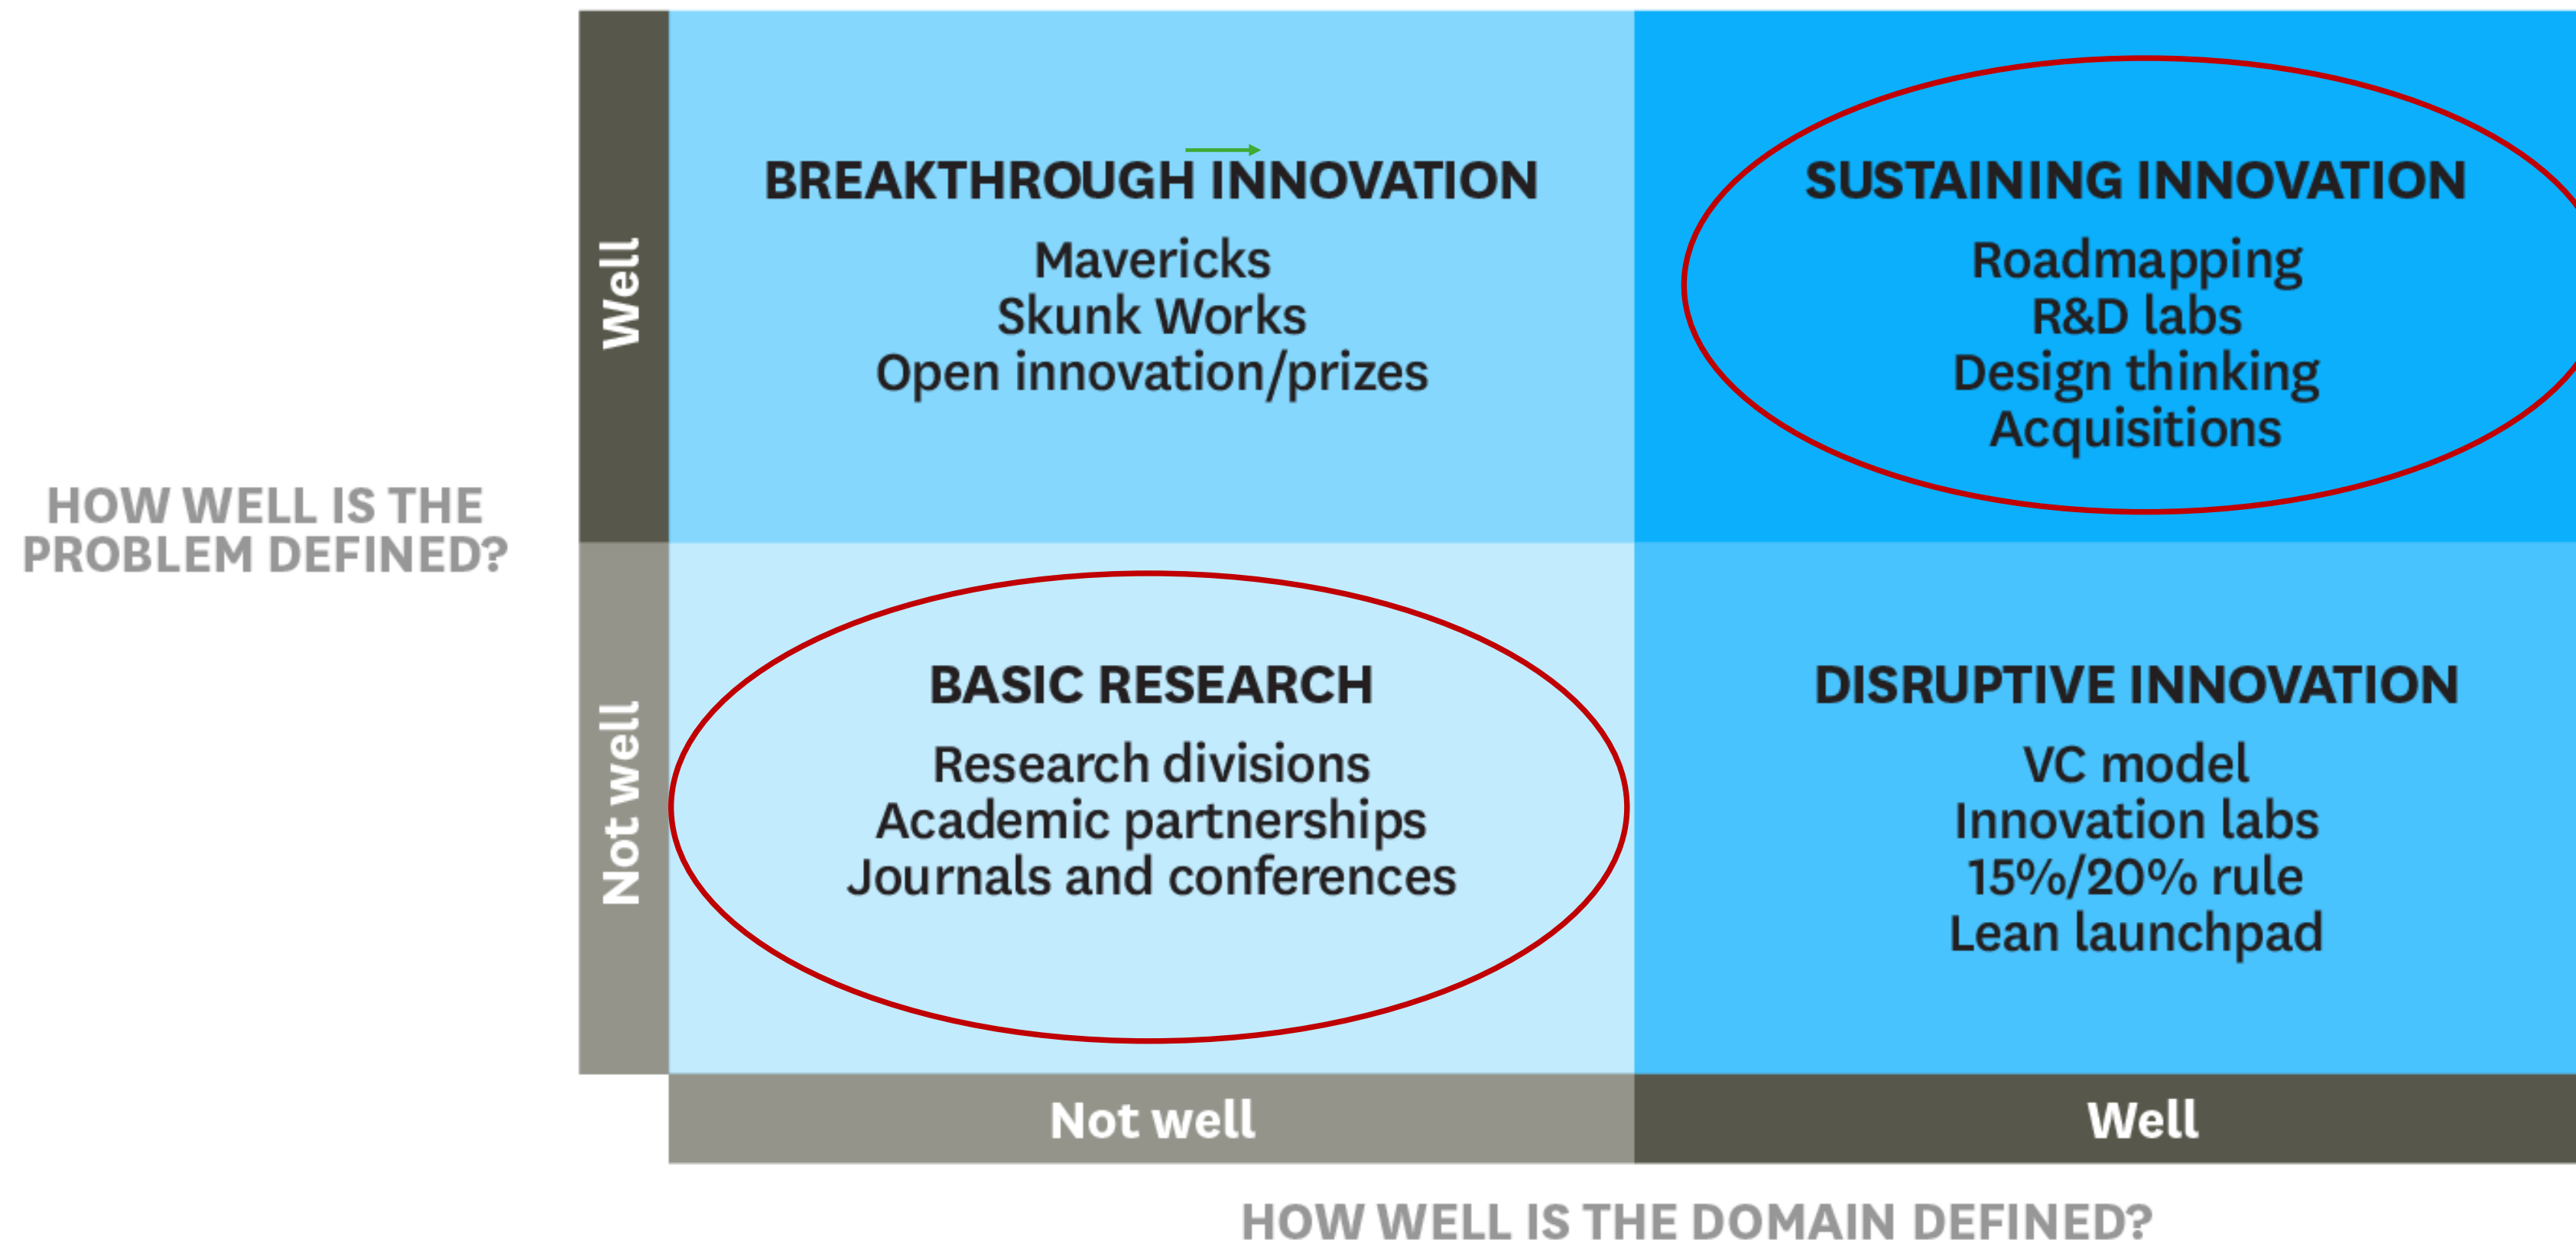 HOW WELL IS THE
PROBLEM DEFINED?
Well
BREAKTHROUGH INNOVATION
Mavericks
Skunk Works
Open innovation/prizes
SUSTAINING INNOVATION
Roadmapping
R&D labs
Design thinking
Acquisitions
Not well
BASIC RESEARCH
Research divisions
Academic partnerships
Journals and conferences
DISRUPTIVE INNOVATION
VC model
Innovation labs
15%/20% rule
Lean launchpad
Not well
Well
HOW WELL IS THE DOMAIN DEFINED?